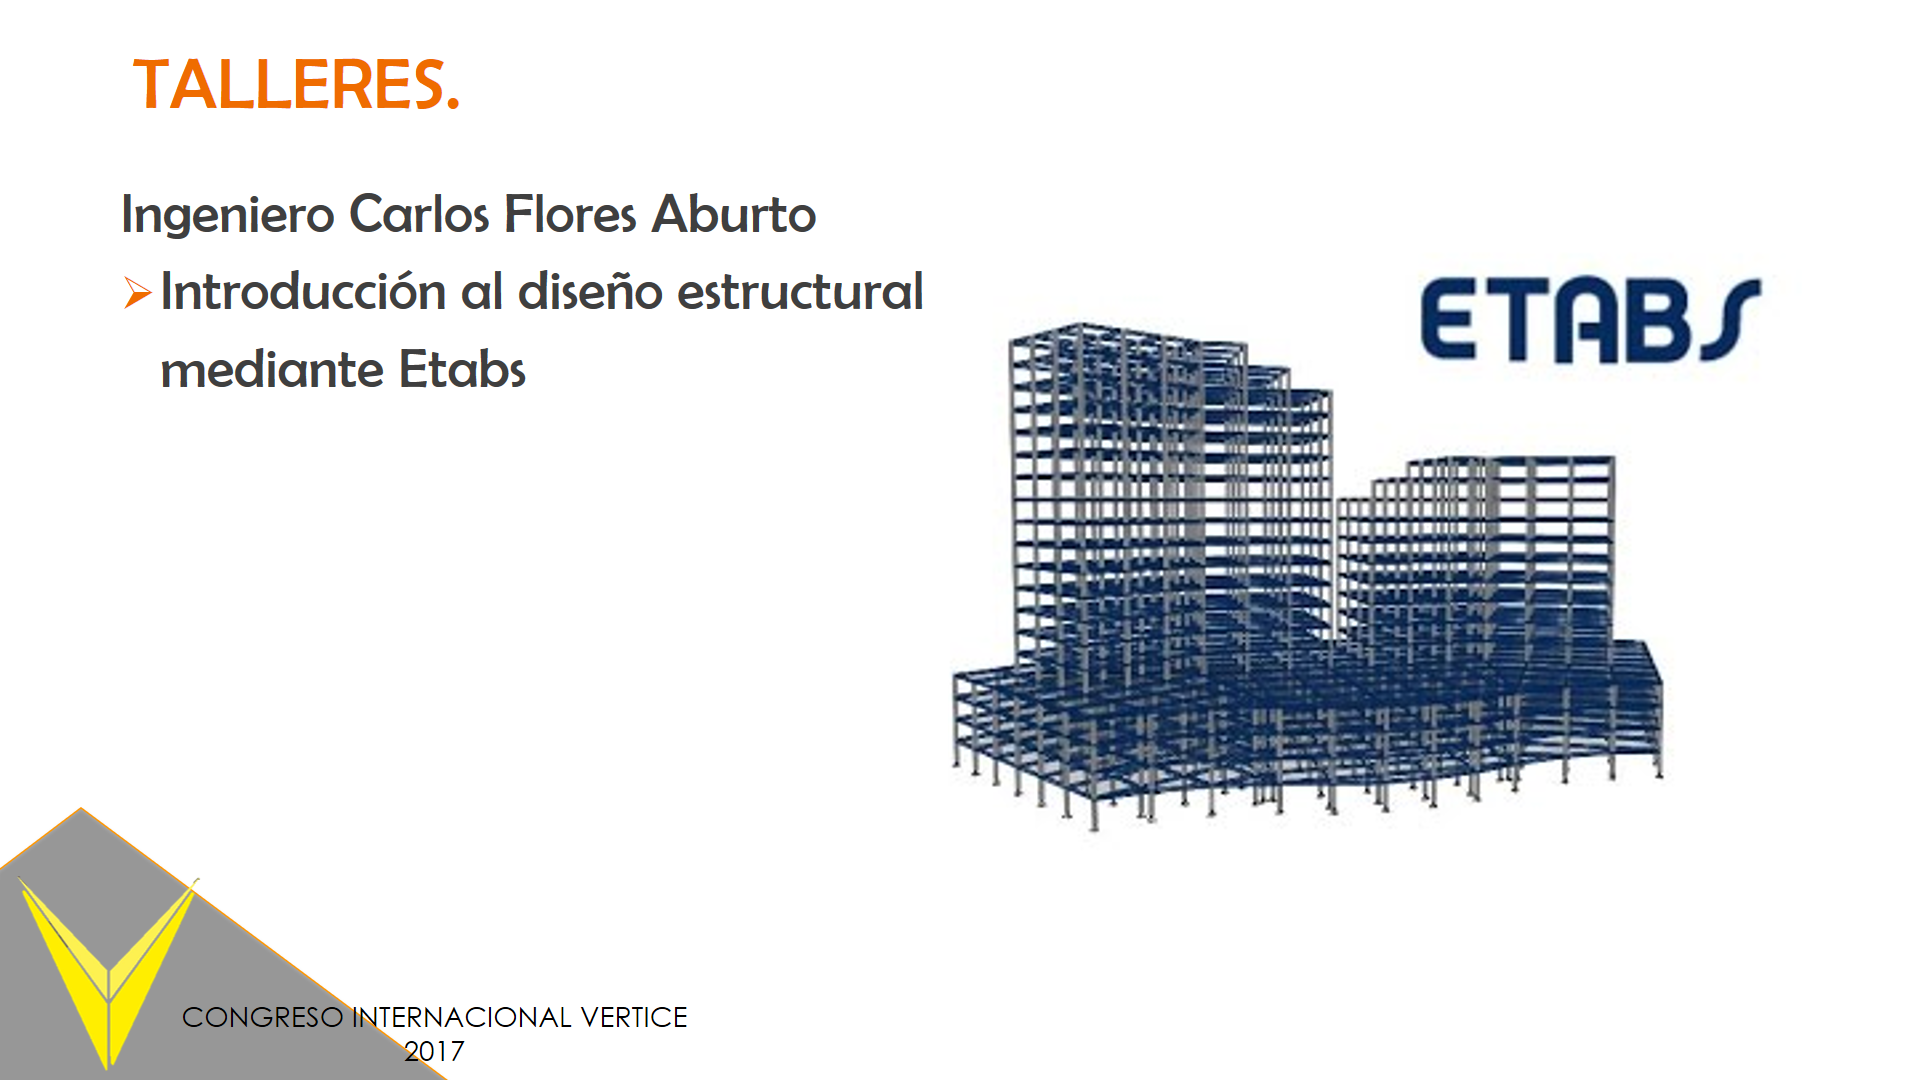 TALLERES.
Ingeniero Carlos Flores Aburto
Introducción al diseño estructural
mediante Etabs
ETABS
CONGRESO INTERNACIONAL VERTICE
2017